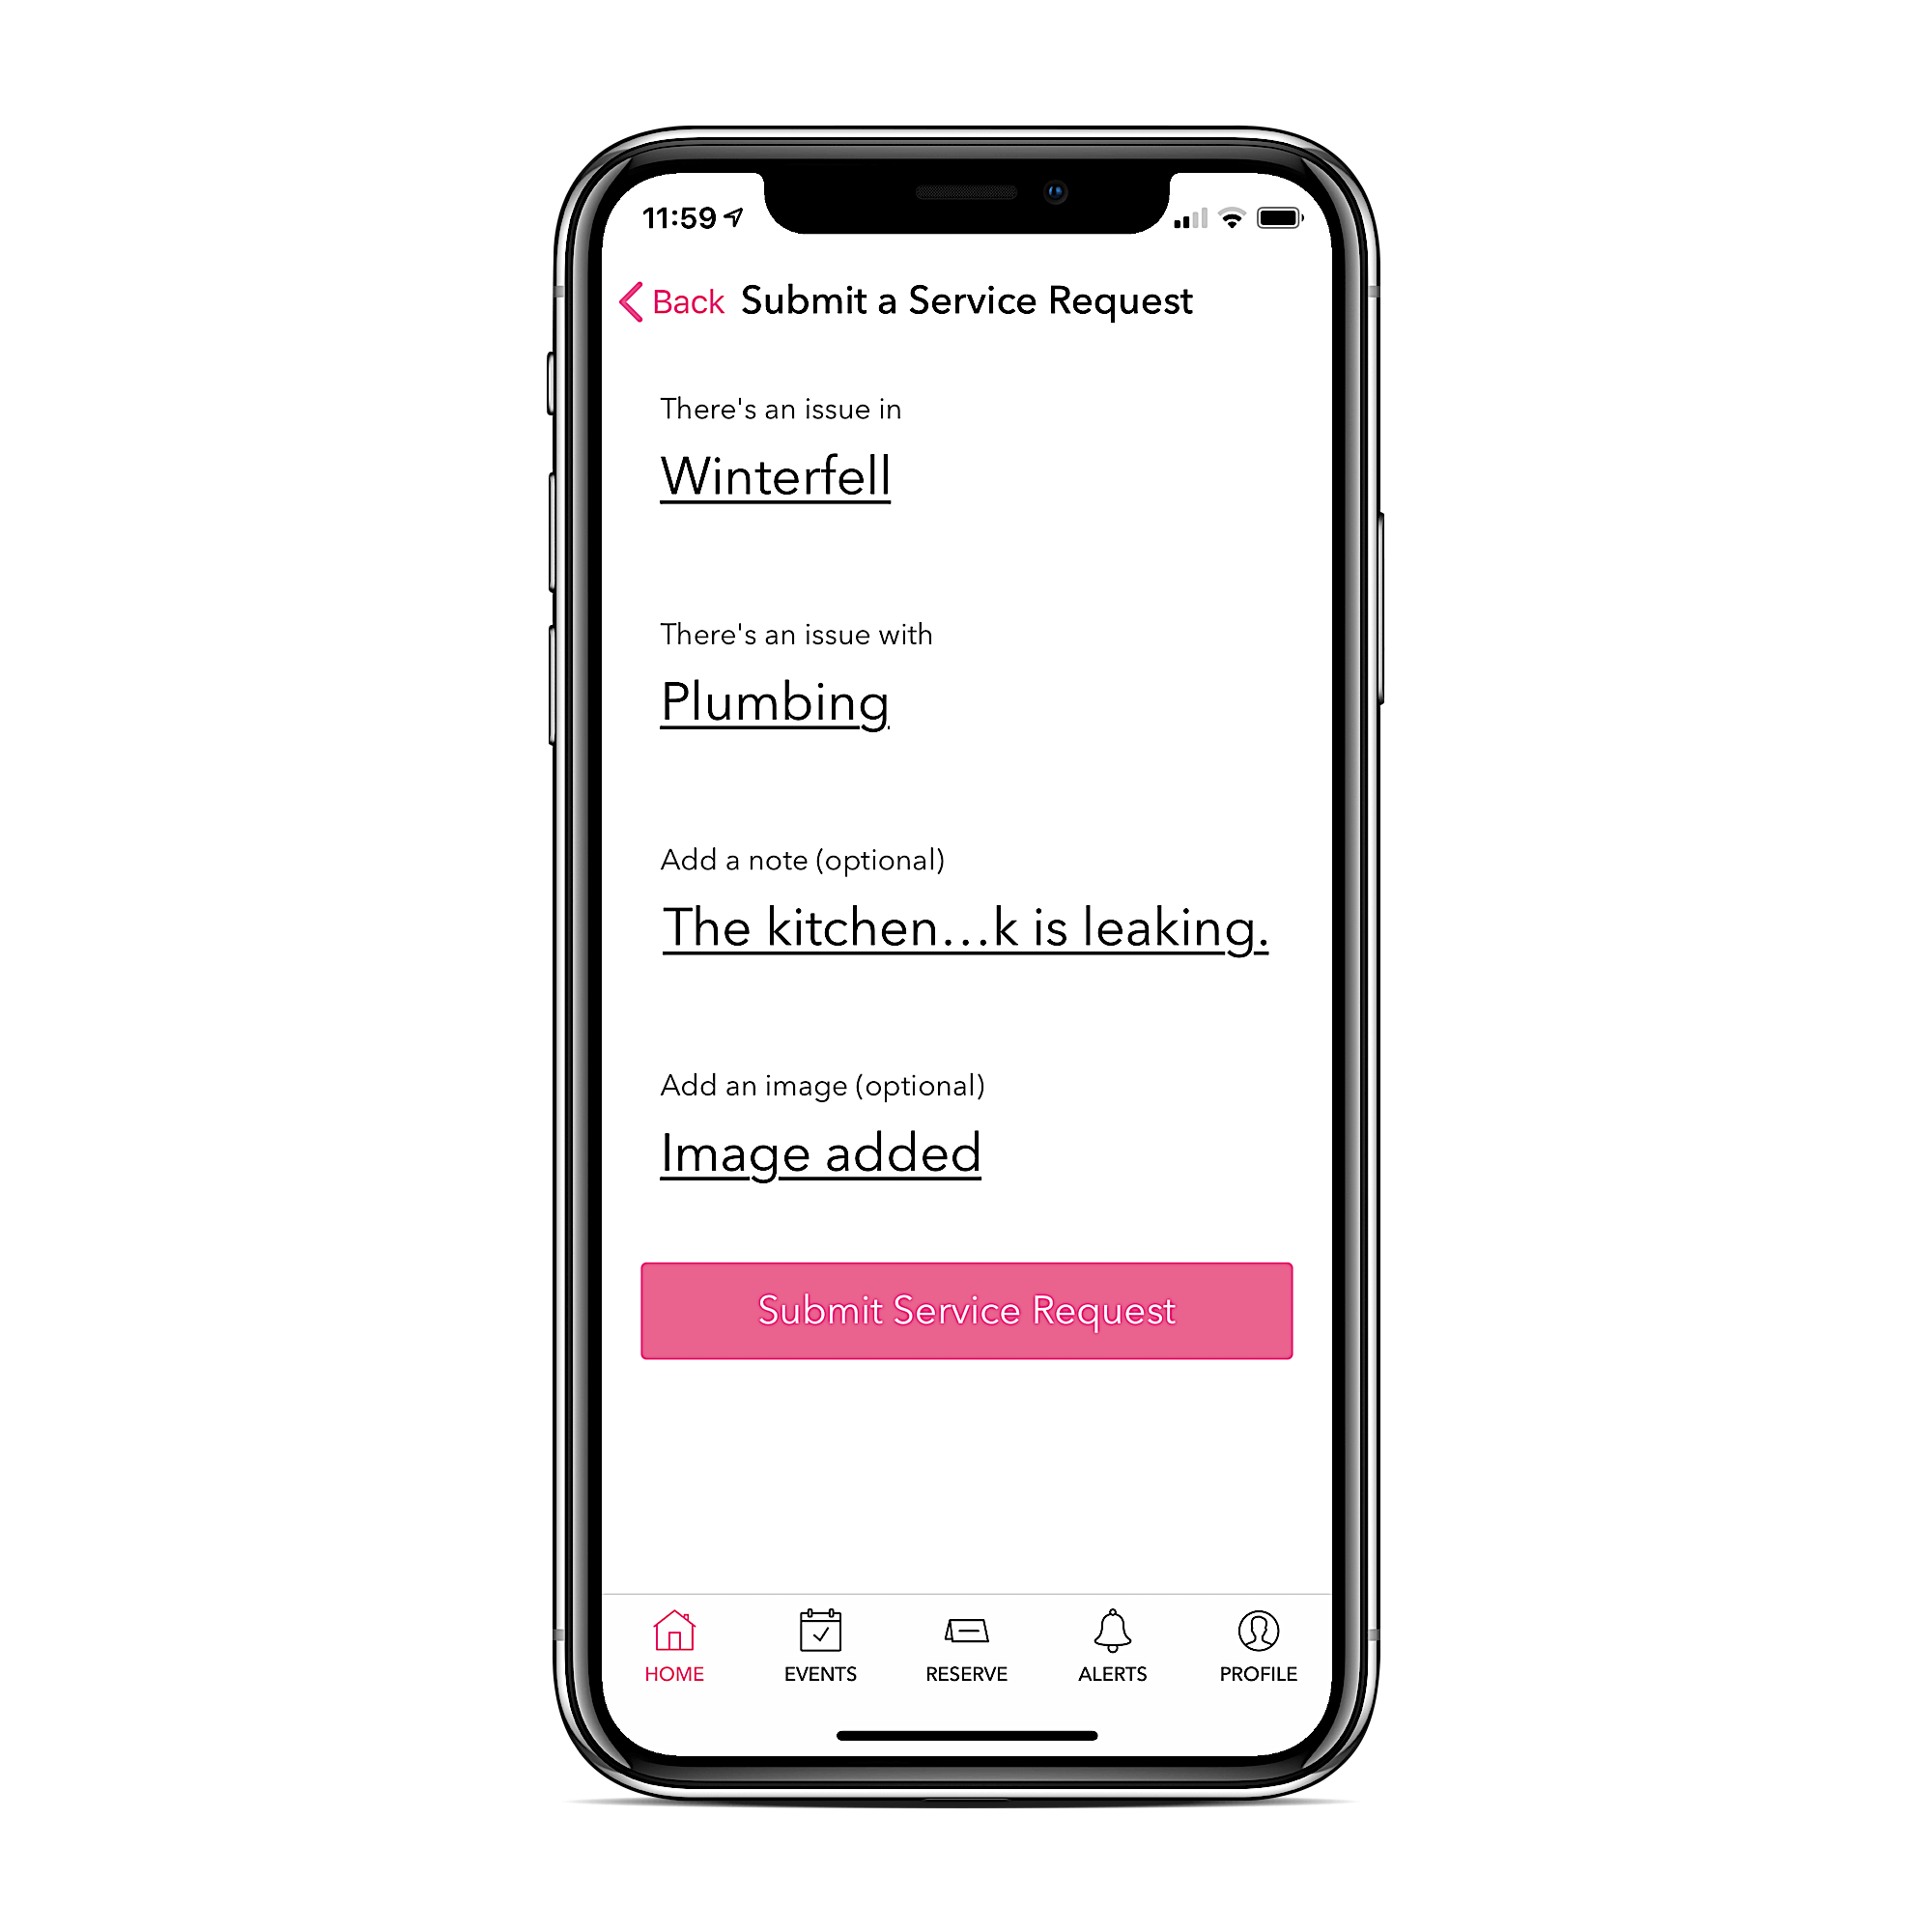 11:59
Back Submit a Service Request
There's an issue in
Winterfell
There's an issue with
Plumbing
Add a note (optional)
The kitchen...k is leaking.
Add an image (optional)
Image added
Submit Service Request
HOME EVENTS RESERVE ALERTS PROFILE